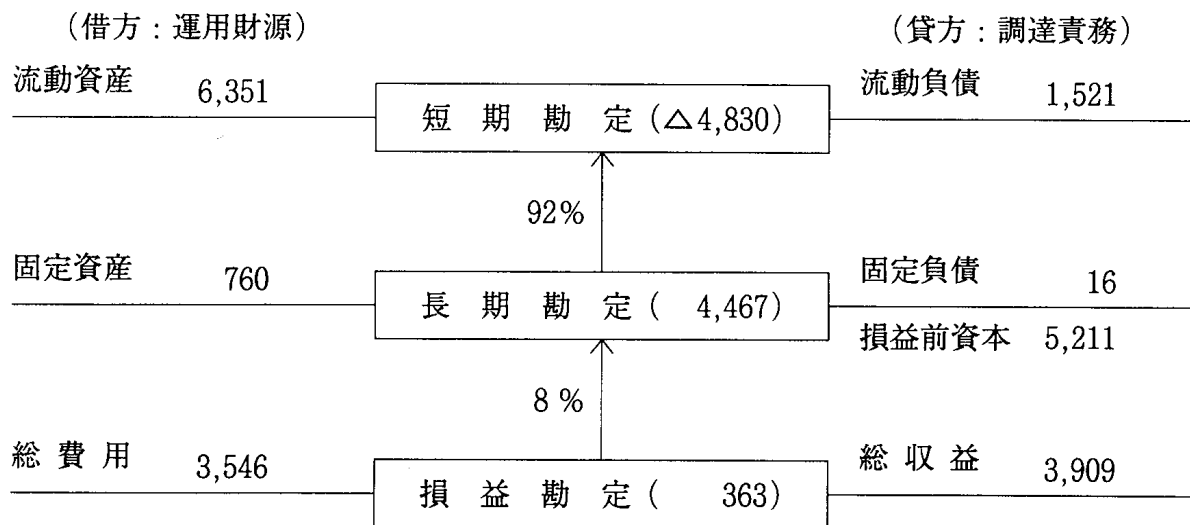 （借方：運用財源）　（貸方：調達責務）
流動資産　6,351　短期勘定（△4,830）　流動負債　1,521
92%
固定資産　760　長期勘定（　4,467）　固定負債　16
損益前資本　5,211
8％
総費用　3,546　損益勘定（　363）　総収益　3,909